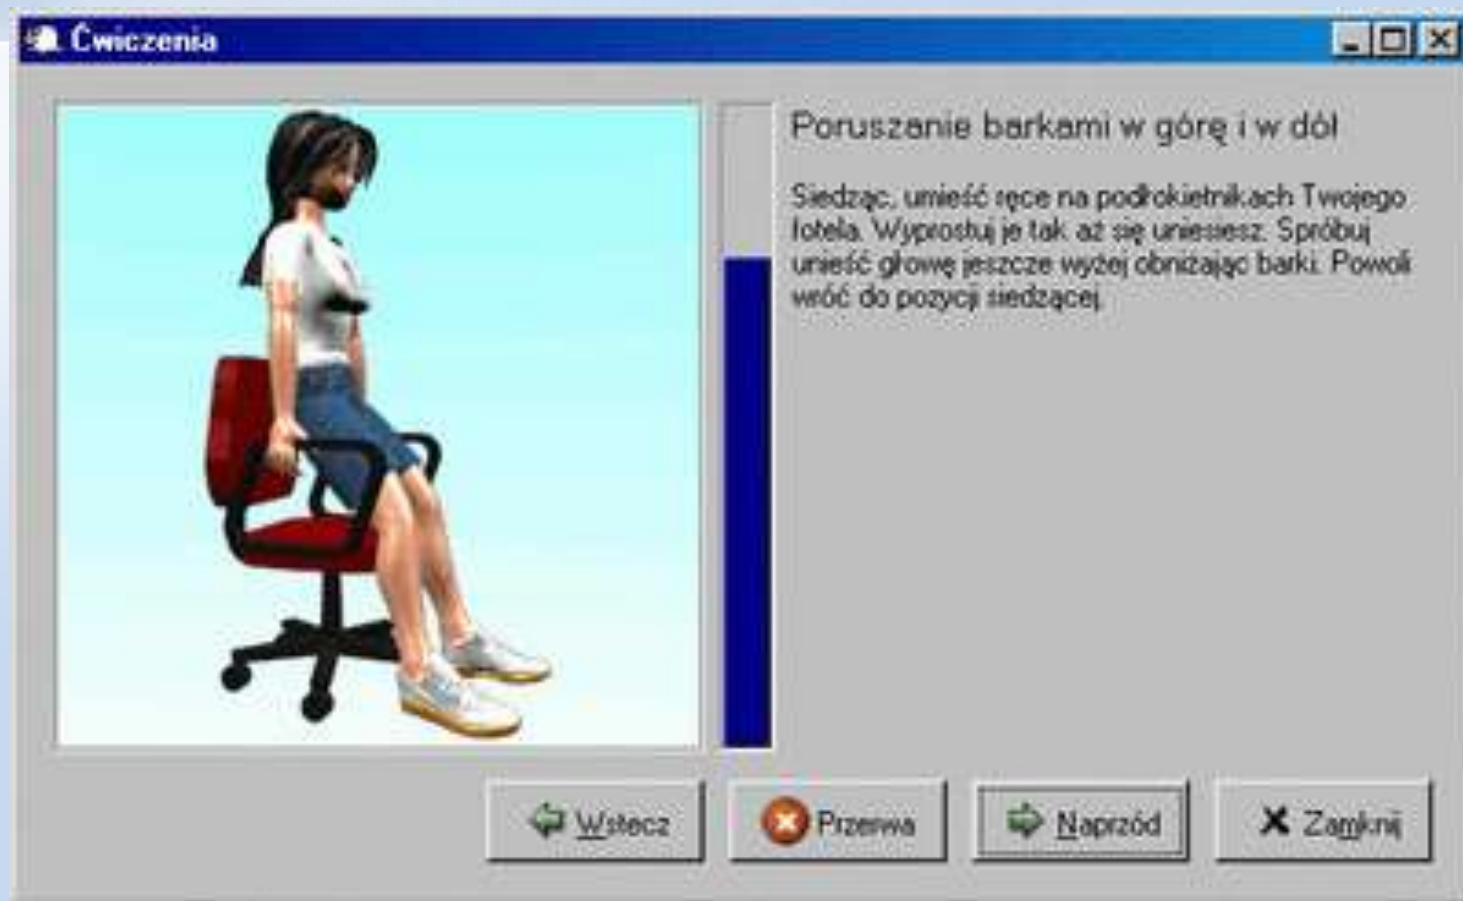 Ćwiczenia
Poruszanie barkami w górę i w dół
Siedząc, umieść ręce na podłokietnikach Twojego
fotela. Wyprostuj je tak aż się uniesiesz. Spróbuj
unieść głowę jeszcze wyżej obniżając barki. Powoli
wróć do pozycji siedzącej.
Wstecz
Przerwa
Naprzód
Zamknij